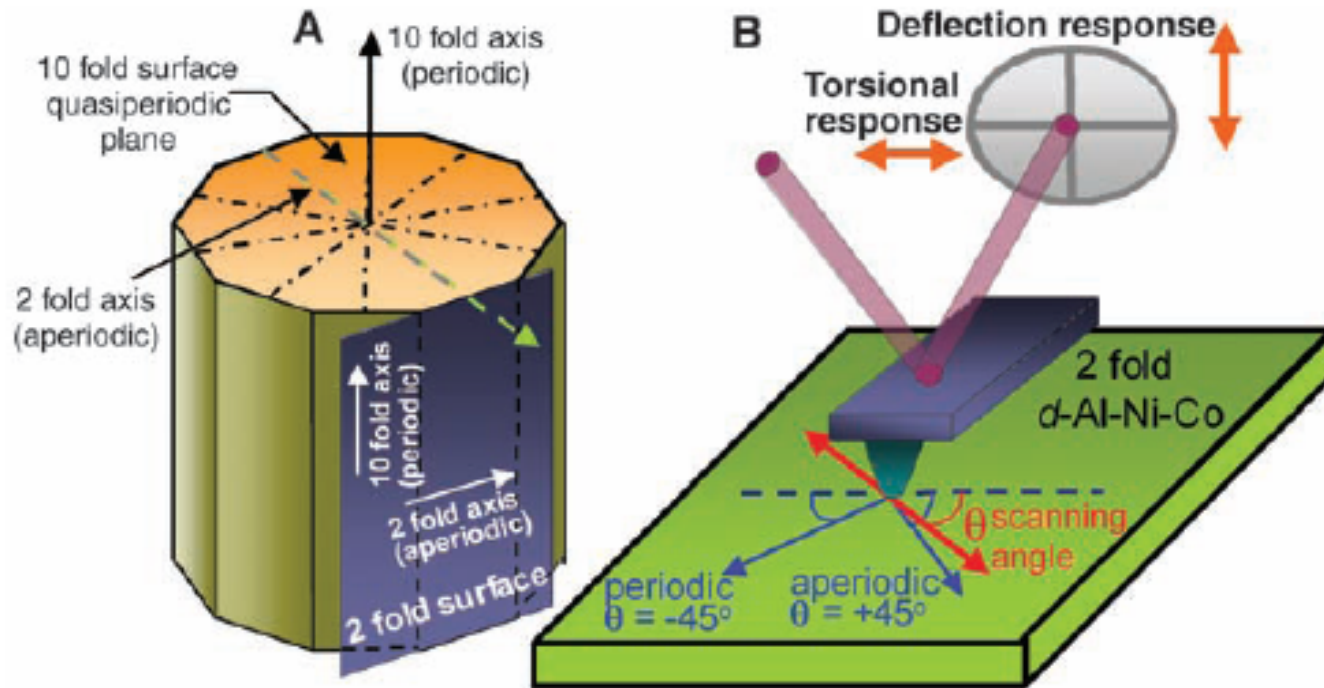 A
10 fold axis
(periodic)
10 fold surface
quasiperiodic
plane
2 fold axis
(aperiodic)
10 fold axis
(periodic)
2 fold axis
(aperiodic)
2 fold surface
B
Deflection response
Torsional
response
2 fold
d-Al-Ni-Co
θ scanning
angle
periodic
θ = -45°
aperiodic
θ = +45°